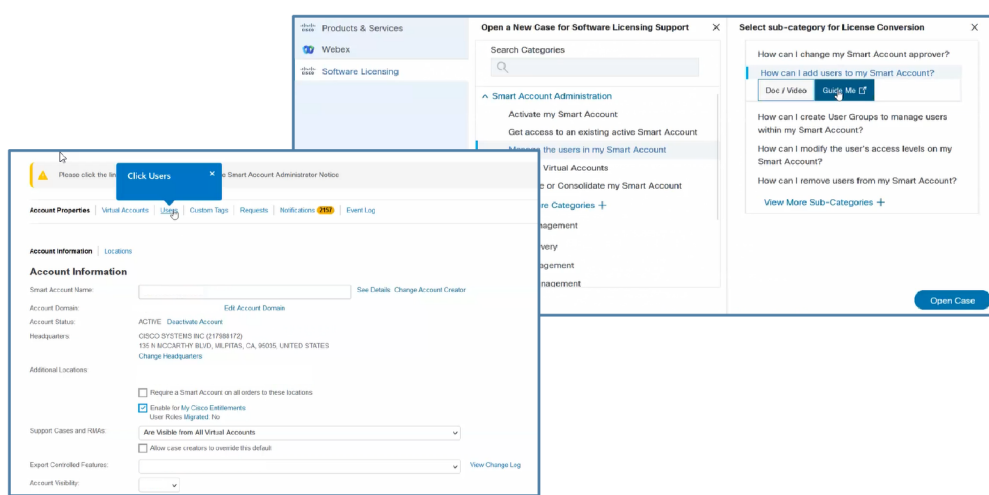 Products & Services
Webex
Software Licensing
Open a New Case for Software Licensing Support
Search Categories
Smart Account Administration
Activate my Smart Account
Get access to an existing active Smart Account
Manage the users in my Smart Account
Virtual Accounts
e or Consolidate my Smart Account
re Categories +
nagement
very
agement
nagement
Select sub-category for License Conversion
How can I change my Smart Account approver?
How can I add users to my Smart Account?
Doc / Video
Guide Me
How can I create User Groups to manage users
within my Smart Account?
How can I modify the user's access levels on my
Smart Account?
How can I remove users from my Smart Account?
View More Sub-Categories +
Open Case
Please click the lin
Click Users
Smart Account Administrator Notice
Account Properties Virtual Accounts Users Custom Tags Requests Notifications 2157 Event Log
Account Information Locations
Account Information
Smart Account Name:
See Details Change Account Creator
Account Domain: Edit Account Domain
Account Status: ACTIVE Deactivate Account
Headquarters: CISCO SYSTEMS INC (217988172)
135 N MCCARTHY BLVD, MILPITAS, CA, 95035, UNITED STATES
Change Headquarters
Additional Locations:
Require a Smart Account on all orders to these locations
Enable for My Cisco Entitlements
User Roles Migrated: No
Support Cases and RMAs: Are Visible from All Virtual Accounts
Allow case creators to override this default
Export Controlled Features: View Change Log
Account Visibility: